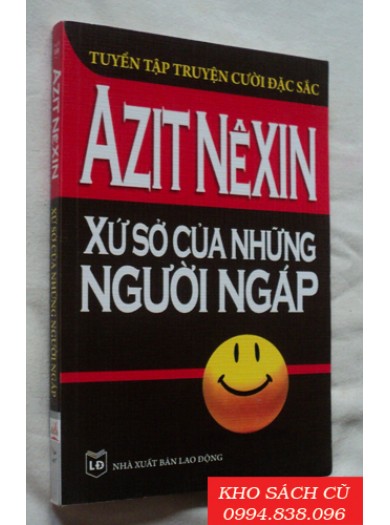 TUYỂN TẬP TRUYỆN CƯỜI ĐẶC SẮC
AZIT NÊXIN
XỨ SỞ CỦA NHỮNG
NGƯỜI NGÁP
LĐ
NHÀ XUẤT BẢN LAO ĐỘNG
AZIT NÊXIN
XỨ SỞ CỦA NHỮNG NGƯỜI NGÁP
KHO SÁCH CŨ
0994.838.096